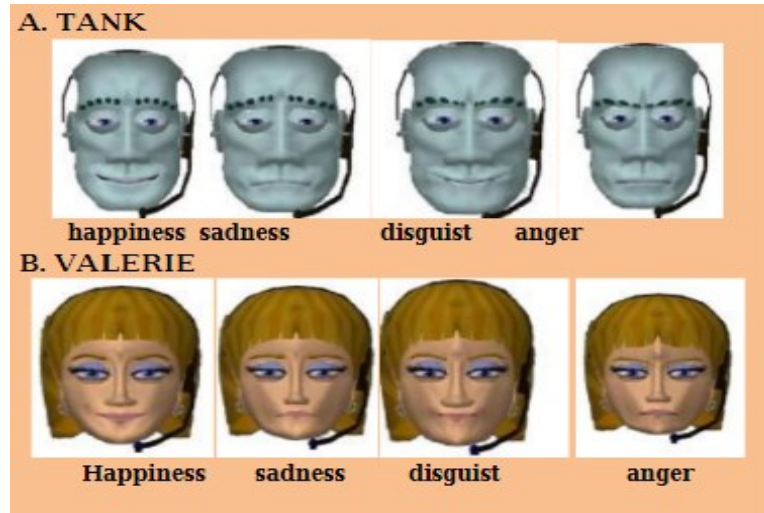 A. TANK
happiness sadness disguist anger
B. VALERIE
Happiness sadness disguist anger